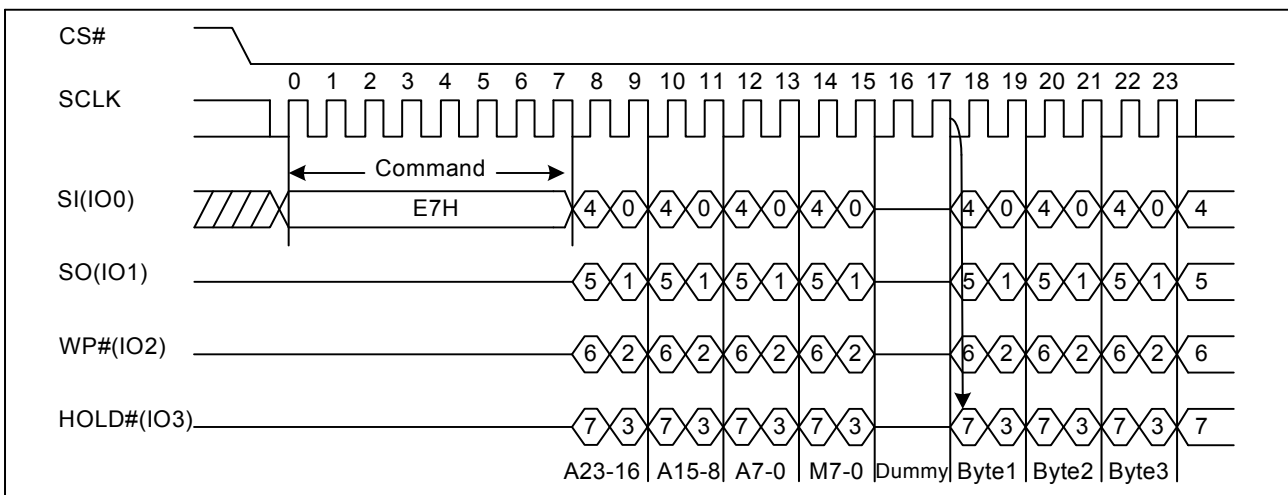 CS#
0 1 2 3 4 5 6 7 8 9 10 11 12 13 14 15 16 17 18 19 20 21 22 23
SCLK
Command
SI(IO0) E7H 4 0 4 0 4 0 4 0 4 0 4 0 4 0 4
SO(IO1) 5 1 5 1 5 1 5 1 5 1 5 1 5 1 5
WP#(IO2) 6 2 6 2 6 2 6 2 6 2 6 2 6 2 6
HOLD#(IO3) 7 3 7 3 7 3 7 3 7 3 7 3 7 3 7
A23-16 A15-8 A7-0 M7-0 Dummy Byte1 Byte2 Byte3